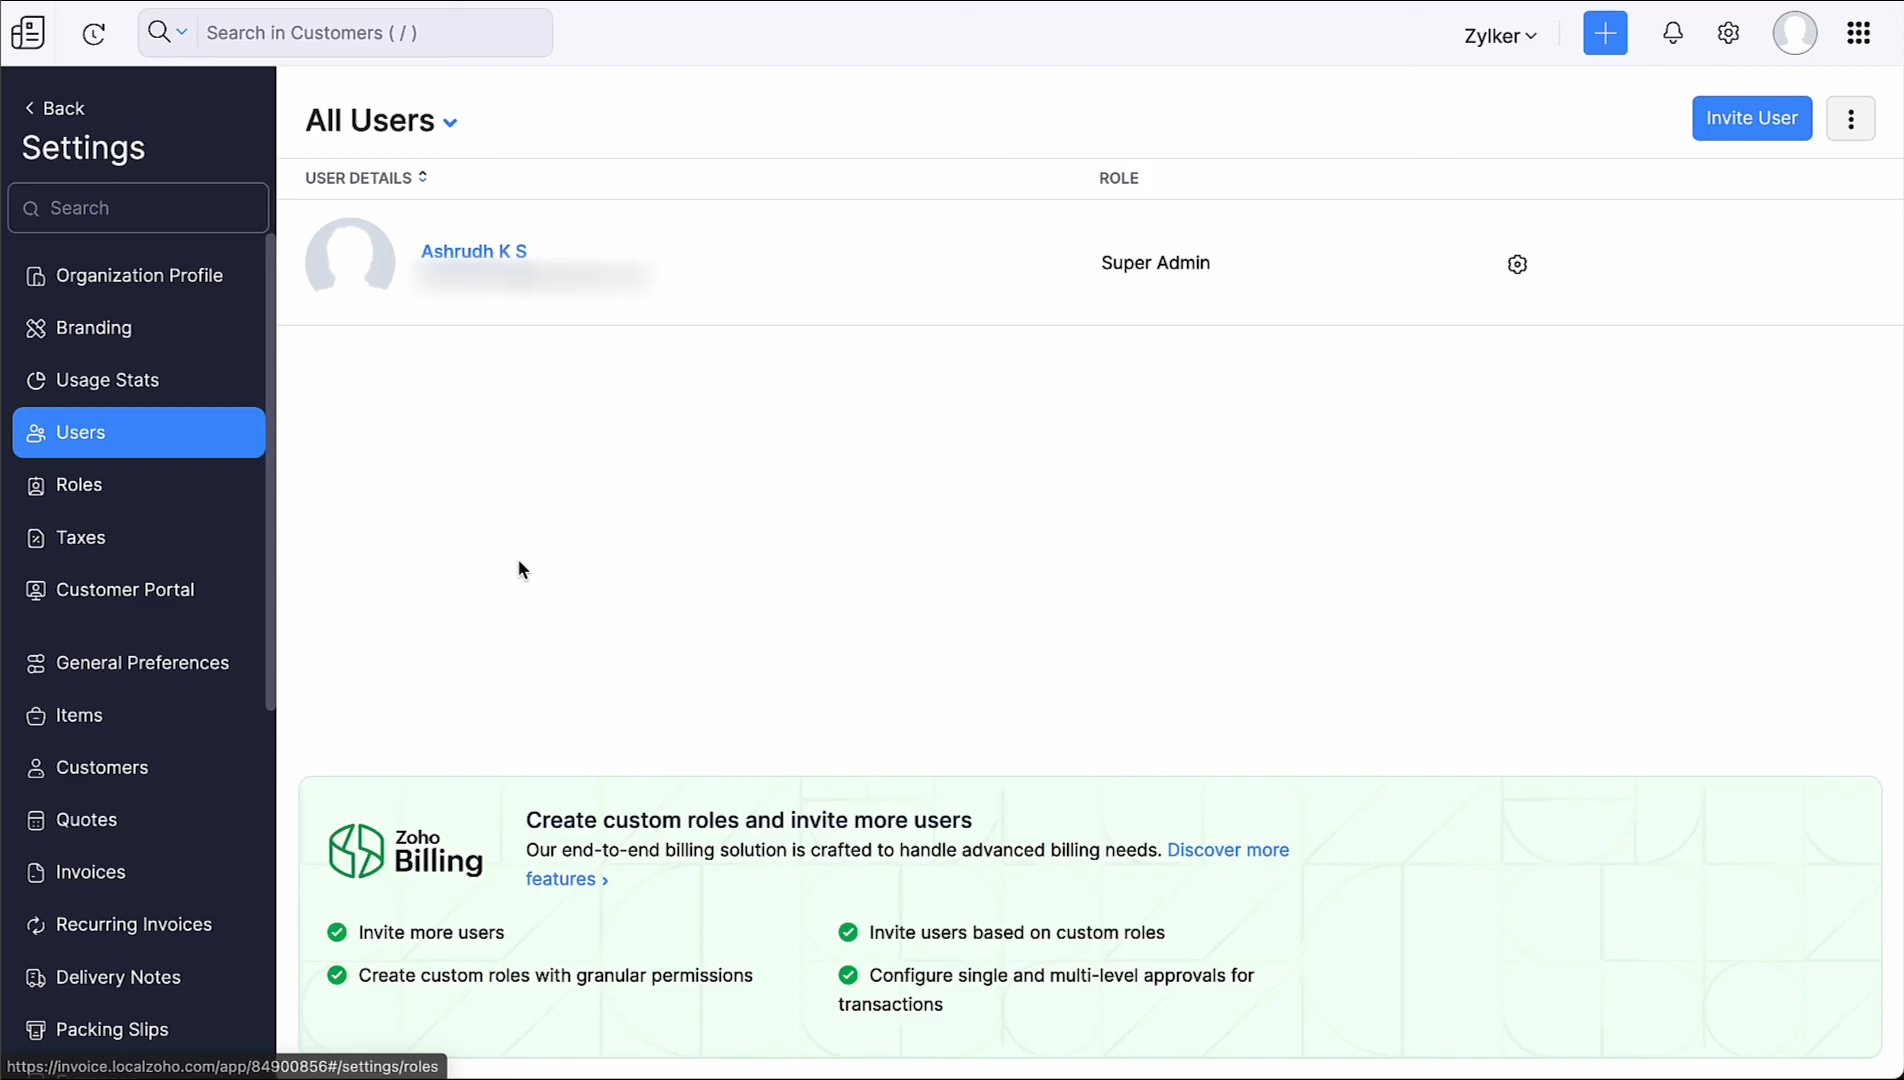 Search in Customers ( / )
Zylker
Back
Settings
Search
Organization Profile
Branding
Usage Stats
Users
Roles
Taxes
Customer Portal
General Preferences
Items
Customers
Quotes
Invoices
Recurring Invoices
Delivery Notes
Packing Slips
https://invoice.localzoho.com/app/84900856#/settings/roles
All Users
Invite User
USER DETAILS
ROLE
Ashrudh K S
Super Admin
Zoho
Billing
Create custom roles and invite more users
Our end-to-end billing solution is crafted to handle advanced billing needs. Discover more
features ›
Invite more users
Invite users based on custom roles
Create custom roles with granular permissions
Configure single and multi-level approvals for
transactions